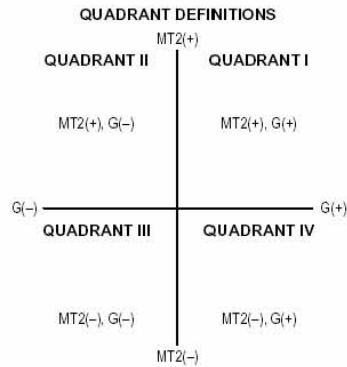 QUADRANT DEFINITIONS
MT2(+)
QUADRANT II
QUADRANT I
MT2(+), G(–)
MT2(+), G(+)
G(–)
G(+)
QUADRANT III
QUADRANT IV
MT2(–), G(–)
MT2(–), G(+)
MT2(–)